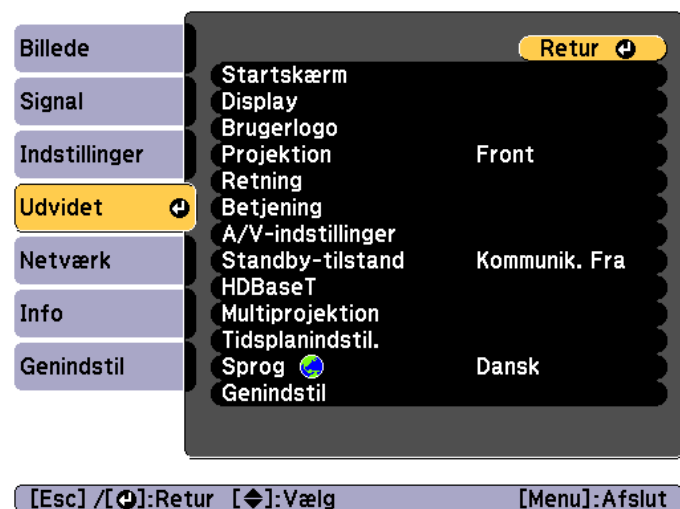 Billede
Signal
Indstillinger
Udvidet
Netværk
Info
Genindstil
Retur
Startskærm
Display
Brugerlogo
Projektion Front
Retning
Betjening
A/V-indstillinger
Standby-tilstand Kommunik. Fra
HDBaseT
Multiprojektion
Tidsplanindstil.
Sprog Dansk
Genindstil
[Esc] /[]:Retur []:Vælg [Menu]:Afslut